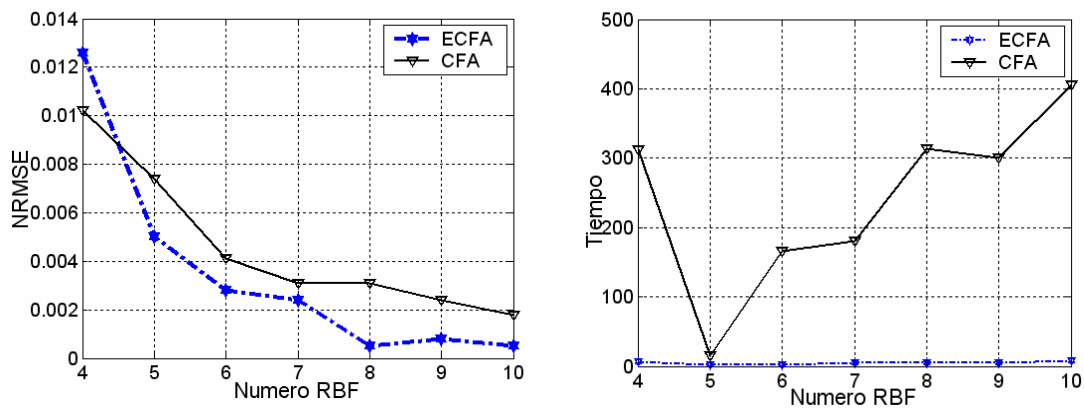 0.014
0.012
0.01
0.008
0.006
0.004
0.002
0
NRMSE
ECFA
CFA
4 5 6 7 8 9 10
Numero RBF
500
400
300
200
100
0
Tiempo
ECFA
CFA
4 5 6 7 8 9 10
Numero RBF